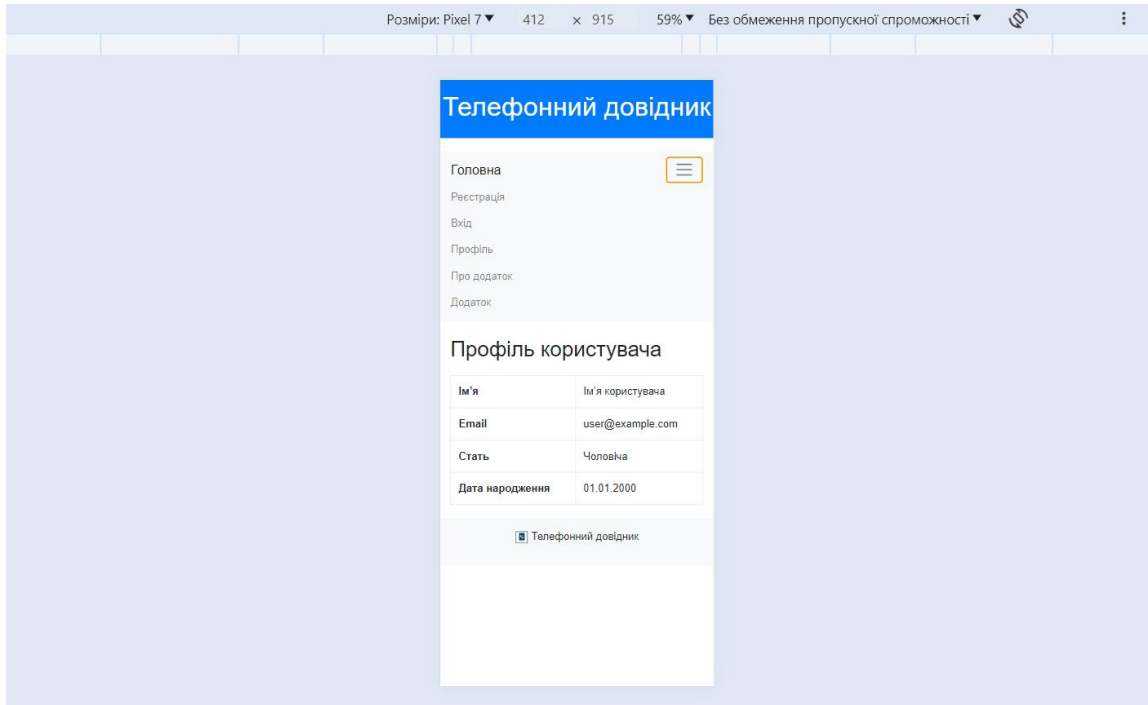 Розміри: Pixel 7 412 × 915 59% Без обмеження пропускної спроможності
Телефонний довідник
Головна
Реєстрація
Вхід
Профіль
Про додаток
Додаток
Профіль користувача
Ім'я Ім'я користувача
Email user@example.com
Стать Чоловіча
Дата народження 01.01.2000
Телефонний довідник